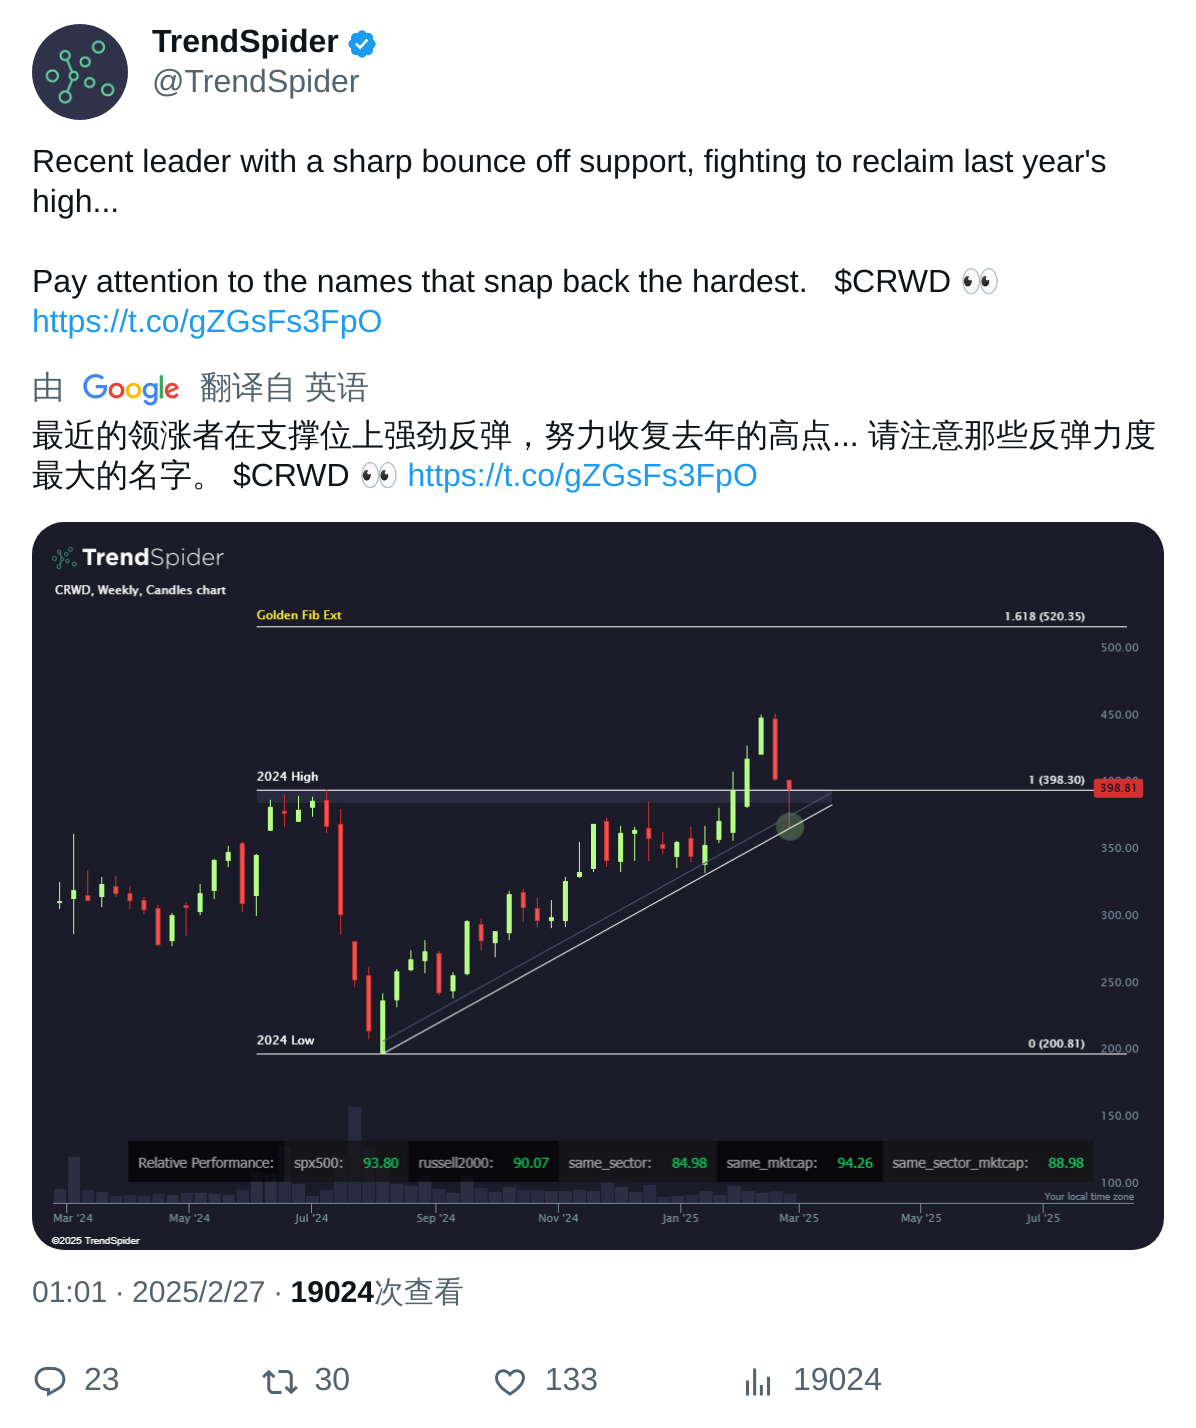 TrendSpider
@TrendSpider
Recent leader with a sharp bounce off support, fighting to reclaim last year's
high...
Pay attention to the names that snap back the hardest.   $CRWD 👀
https://t.co/gZGsFs3FpO
由 Google 翻译自 英语
最近的领涨者在支撑位上强劲反弹，努力收复去年的高点... 请注意那些反弹力度
最大的名字。 $CRWD 👀 https://t.co/gZGsFs3FpO
TrendSpider
CRWD, Weekly, Candles chart
Golden Fib Ext
1.618 (520.35)
500.00
450.00
2024 High
1 (398.30)
400.00
398.81
350.00
300.00
250.00
2024 Low
0 (200.81)
200.00
150.00
Relative Performance: spx500: 93.80 russell2000: 90.07 same_sector: 84.98 same_mktcap: 94.26 same_sector_mktcap: 88.98
100.00
Your local time zone
Mar '24 May '24 Jul '24 Sep '24 Nov '24 Jan '25 Mar '25 May '25 Jul '25
©2025 TrendSpider
01:01 · 2025/2/27 · 19024次查看
23 30 133 19024